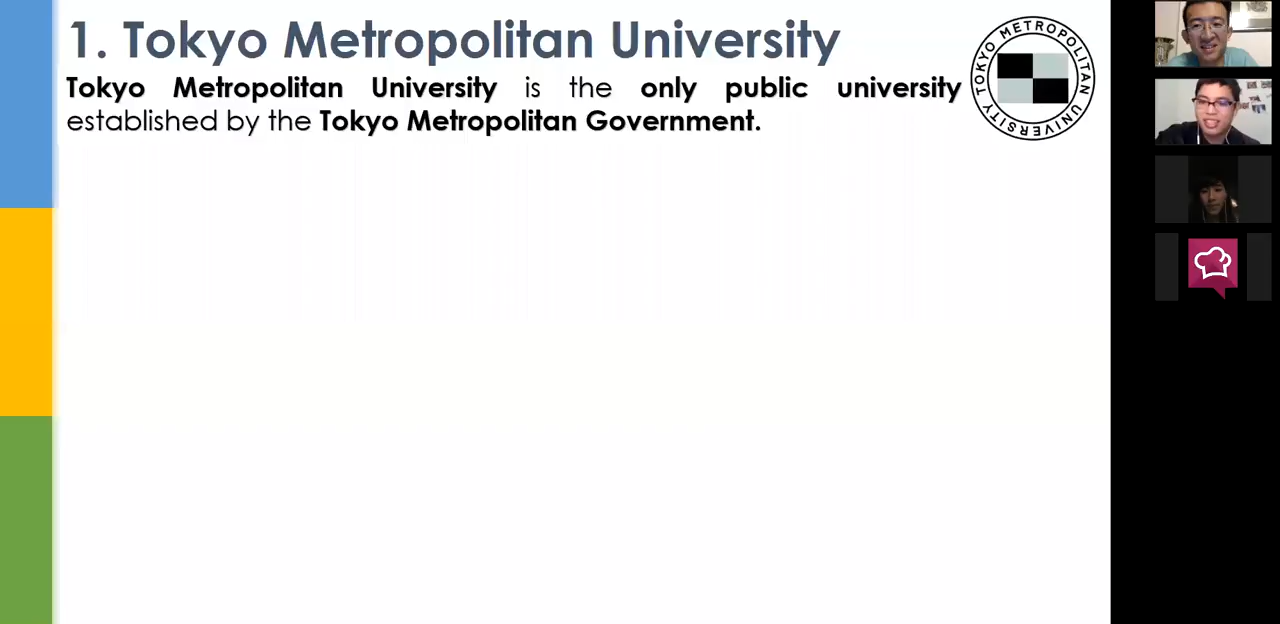 1. Tokyo Metropolitan University
Tokyo Metropolitan University is the only public university
established by the Tokyo Metropolitan Government.
TOKYO METROPOLITAN UNIVERSITY